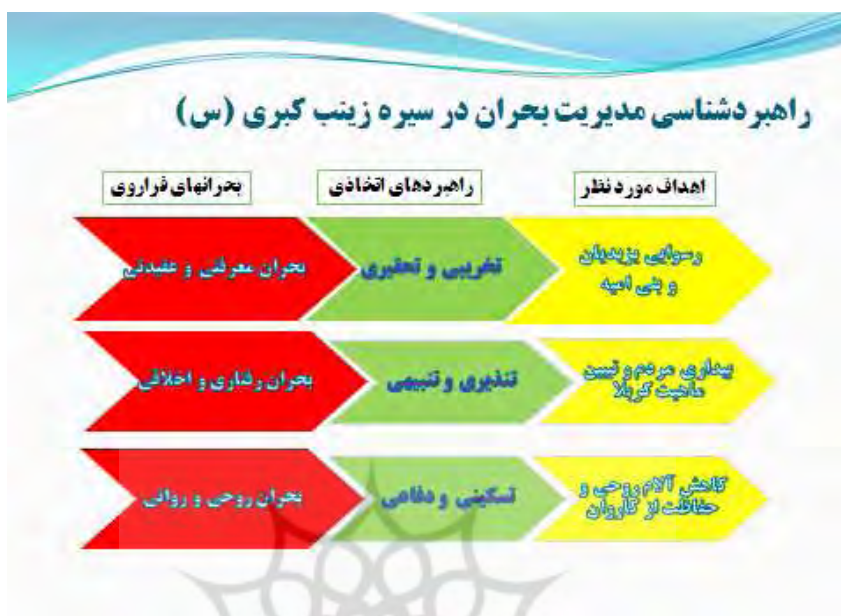 راهبردشناسی مدیریت بحران در سیره زینب کبری (س)
اهداف مورد نظر
راهبردهای اتخاذی
بحرانهای فراروی
رسوایی یزیدیان
و بنی امیه
تخریبی و تحقیری
بحران معرفتی و عقیدتی
بیداری مردم و تبیین
ماهیت کربلا
تنذیری و تنبیهی
بحران رفتاری و اخلاقی
کاهش آلام روحی و
حفاظت از کاروان
تسکینی و دفاعی
بحران روحی و روانی